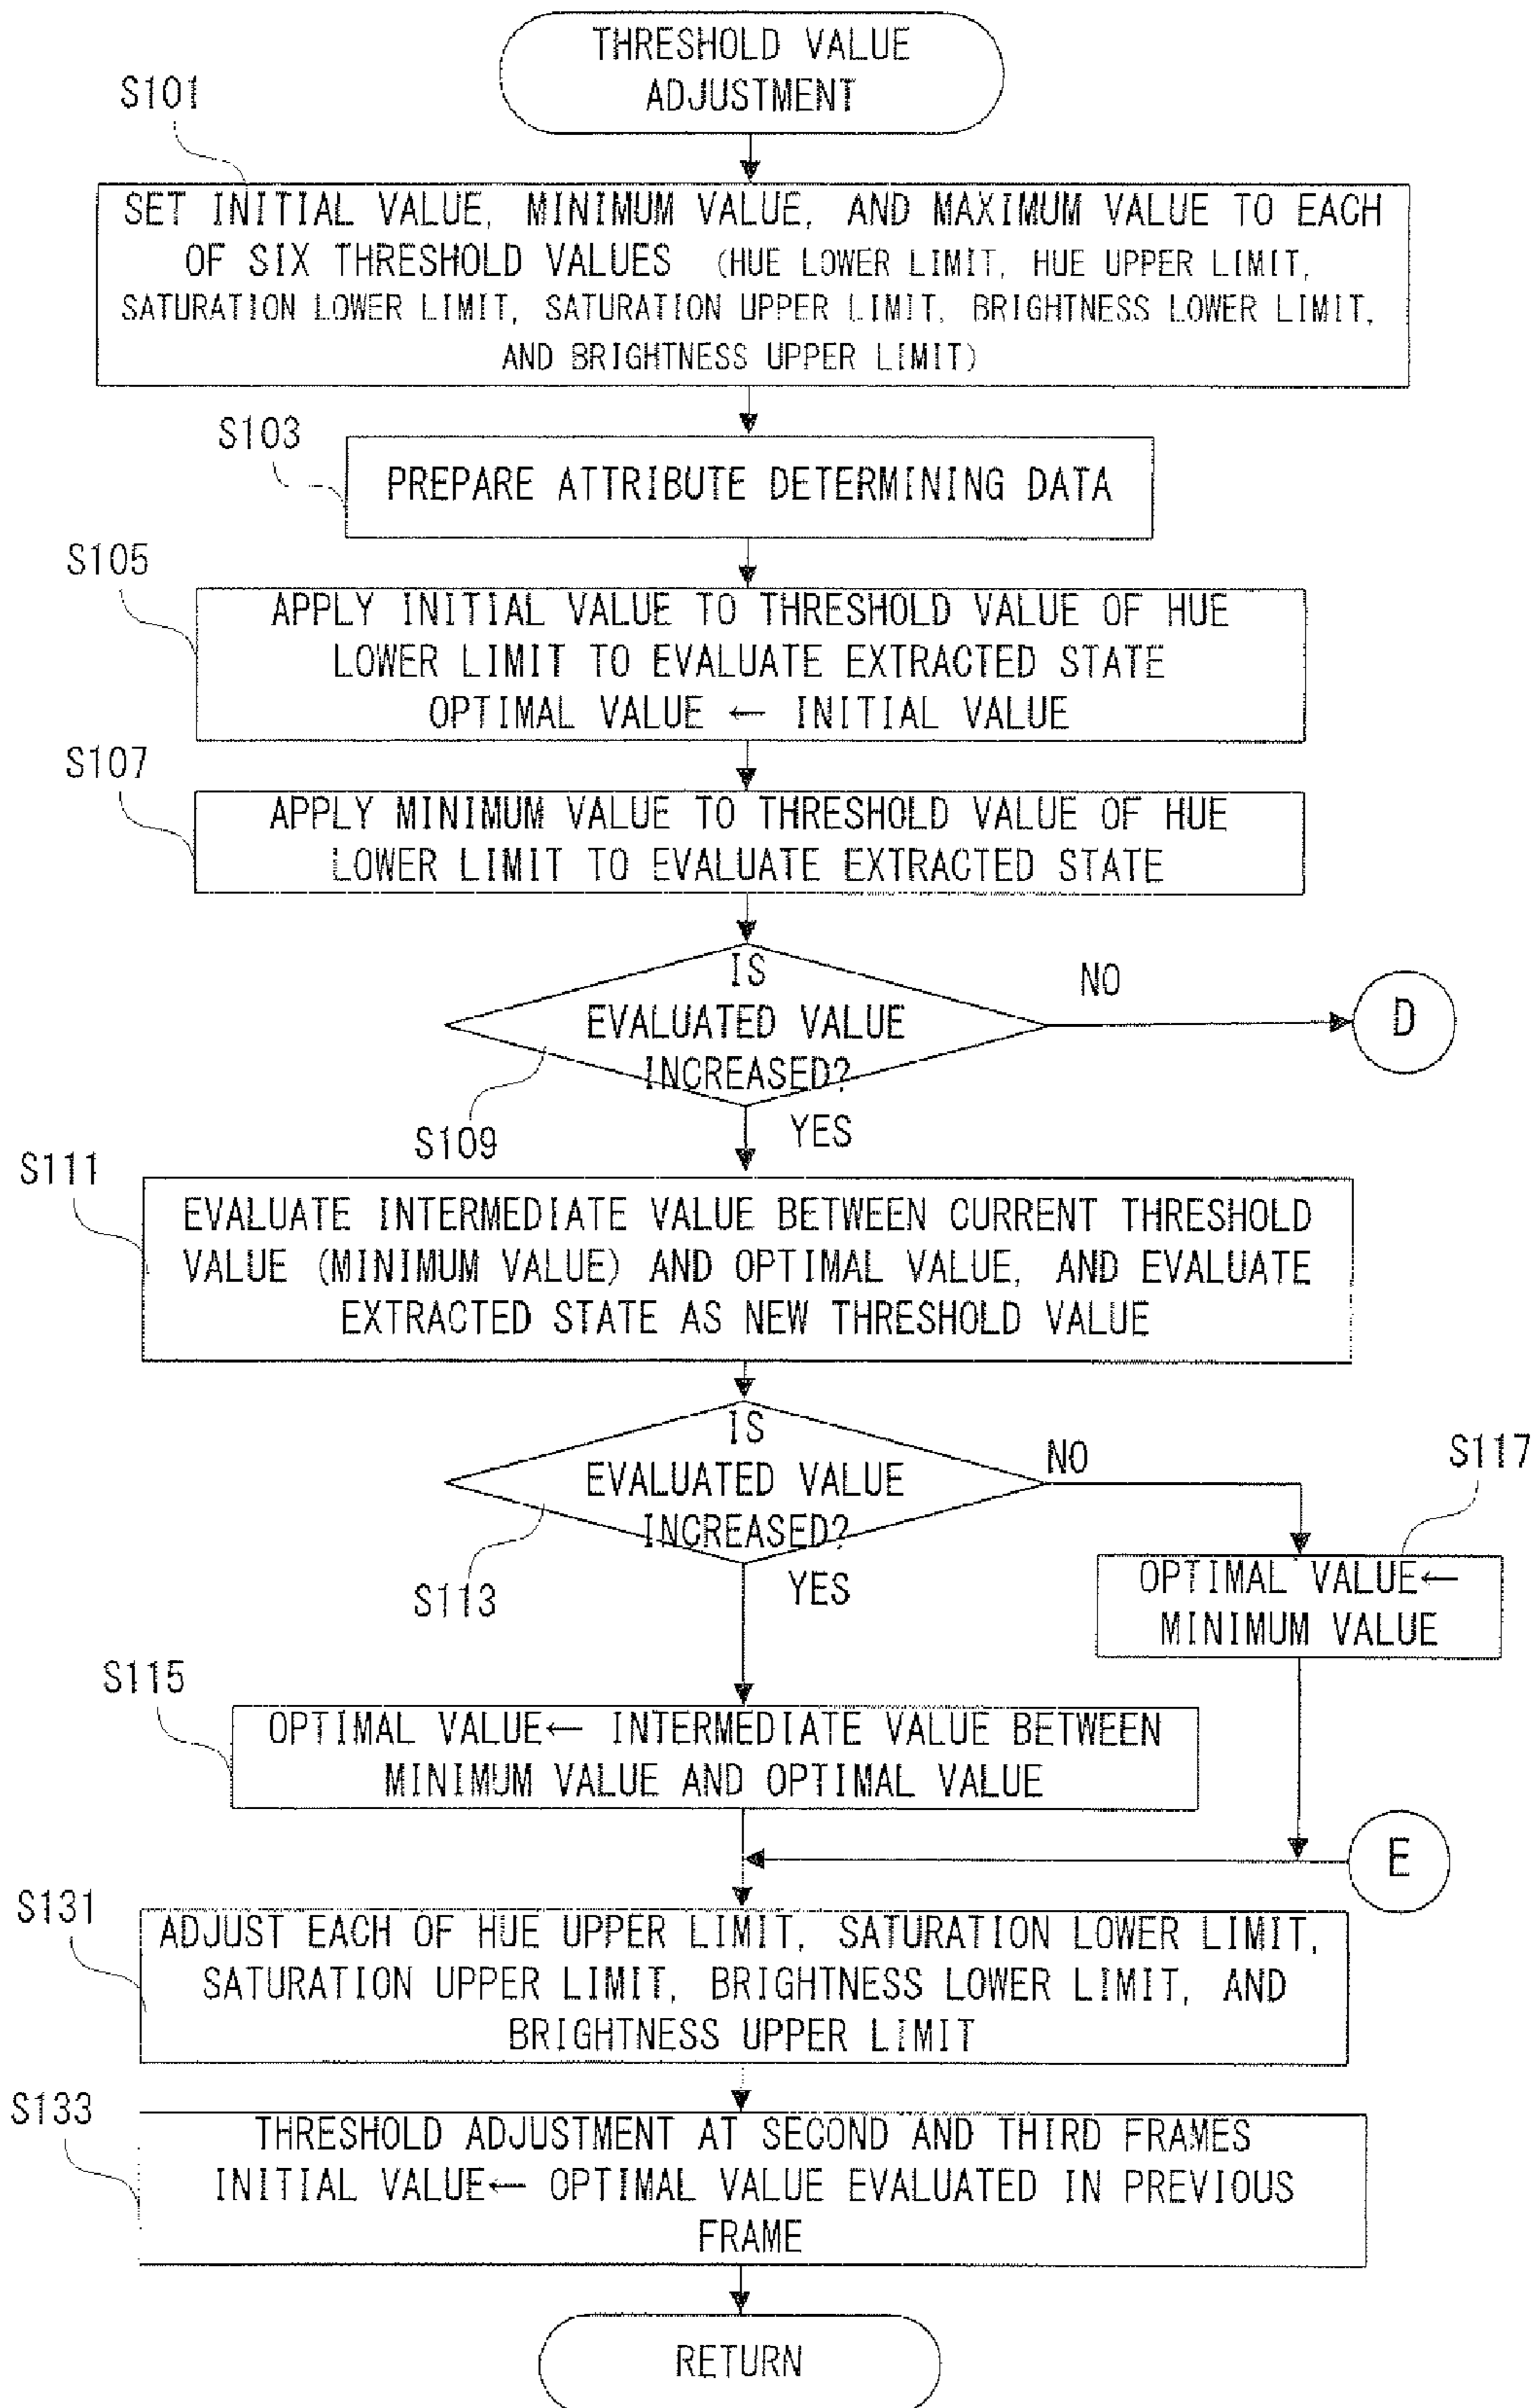 THRESHOLD VALUE
ADJUSTMENT
S101
SET INITIAL VALUE, MINIMUM VALUE, AND MAXIMUM VALUE TO EACH
OF SIX THRESHOLD VALUES (HUE LOWER LIMIT, HUE UPPER LIMIT,
SATURATION LOWER LIMIT, SATURATION UPPER LIMIT, BRIGHTNESS LOWER LIMIT,
AND BRIGHTNESS UPPER LIMIT)
S103
PREPARE ATTRIBUTE DETERMINING DATA
S105
APPLY INITIAL VALUE TO THRESHOLD VALUE OF HUE
LOWER LIMIT TO EVALUATE EXTRACTED STATE
OPTIMAL VALUE ← INITIAL VALUE
S107
APPLY MINIMUM VALUE TO THRESHOLD VALUE OF HUE
LOWER LIMIT TO EVALUATE EXTRACTED STATE
IS
EVALUATED VALUE
INCREASED?
NO
D
S109
YES
S111
EVALUATE INTERMEDIATE VALUE BETWEEN CURRENT THRESHOLD
VALUE (MINIMUM VALUE) AND OPTIMAL VALUE, AND EVALUATE
EXTRACTED STATE AS NEW THRESHOLD VALUE
IS
EVALUATED VALUE
INCREASED?
NO
S117
S113
YES
OPTIMAL VALUE←
MINIMUM VALUE
S115
OPTIMAL VALUE← INTERMEDIATE VALUE BETWEEN
MINIMUM VALUE AND OPTIMAL VALUE
E
S131
ADJUST EACH OF HUE UPPER LIMIT, SATURATION LOWER LIMIT,
SATURATION UPPER LIMIT, BRIGHTNESS LOWER LIMIT, AND
BRIGHTNESS UPPER LIMIT
S133
THRESHOLD ADJUSTMENT AT SECOND AND THIRD FRAMES
INITIAL VALUE← OPTIMAL VALUE EVALUATED IN PREVIOUS
FRAME
RETURN